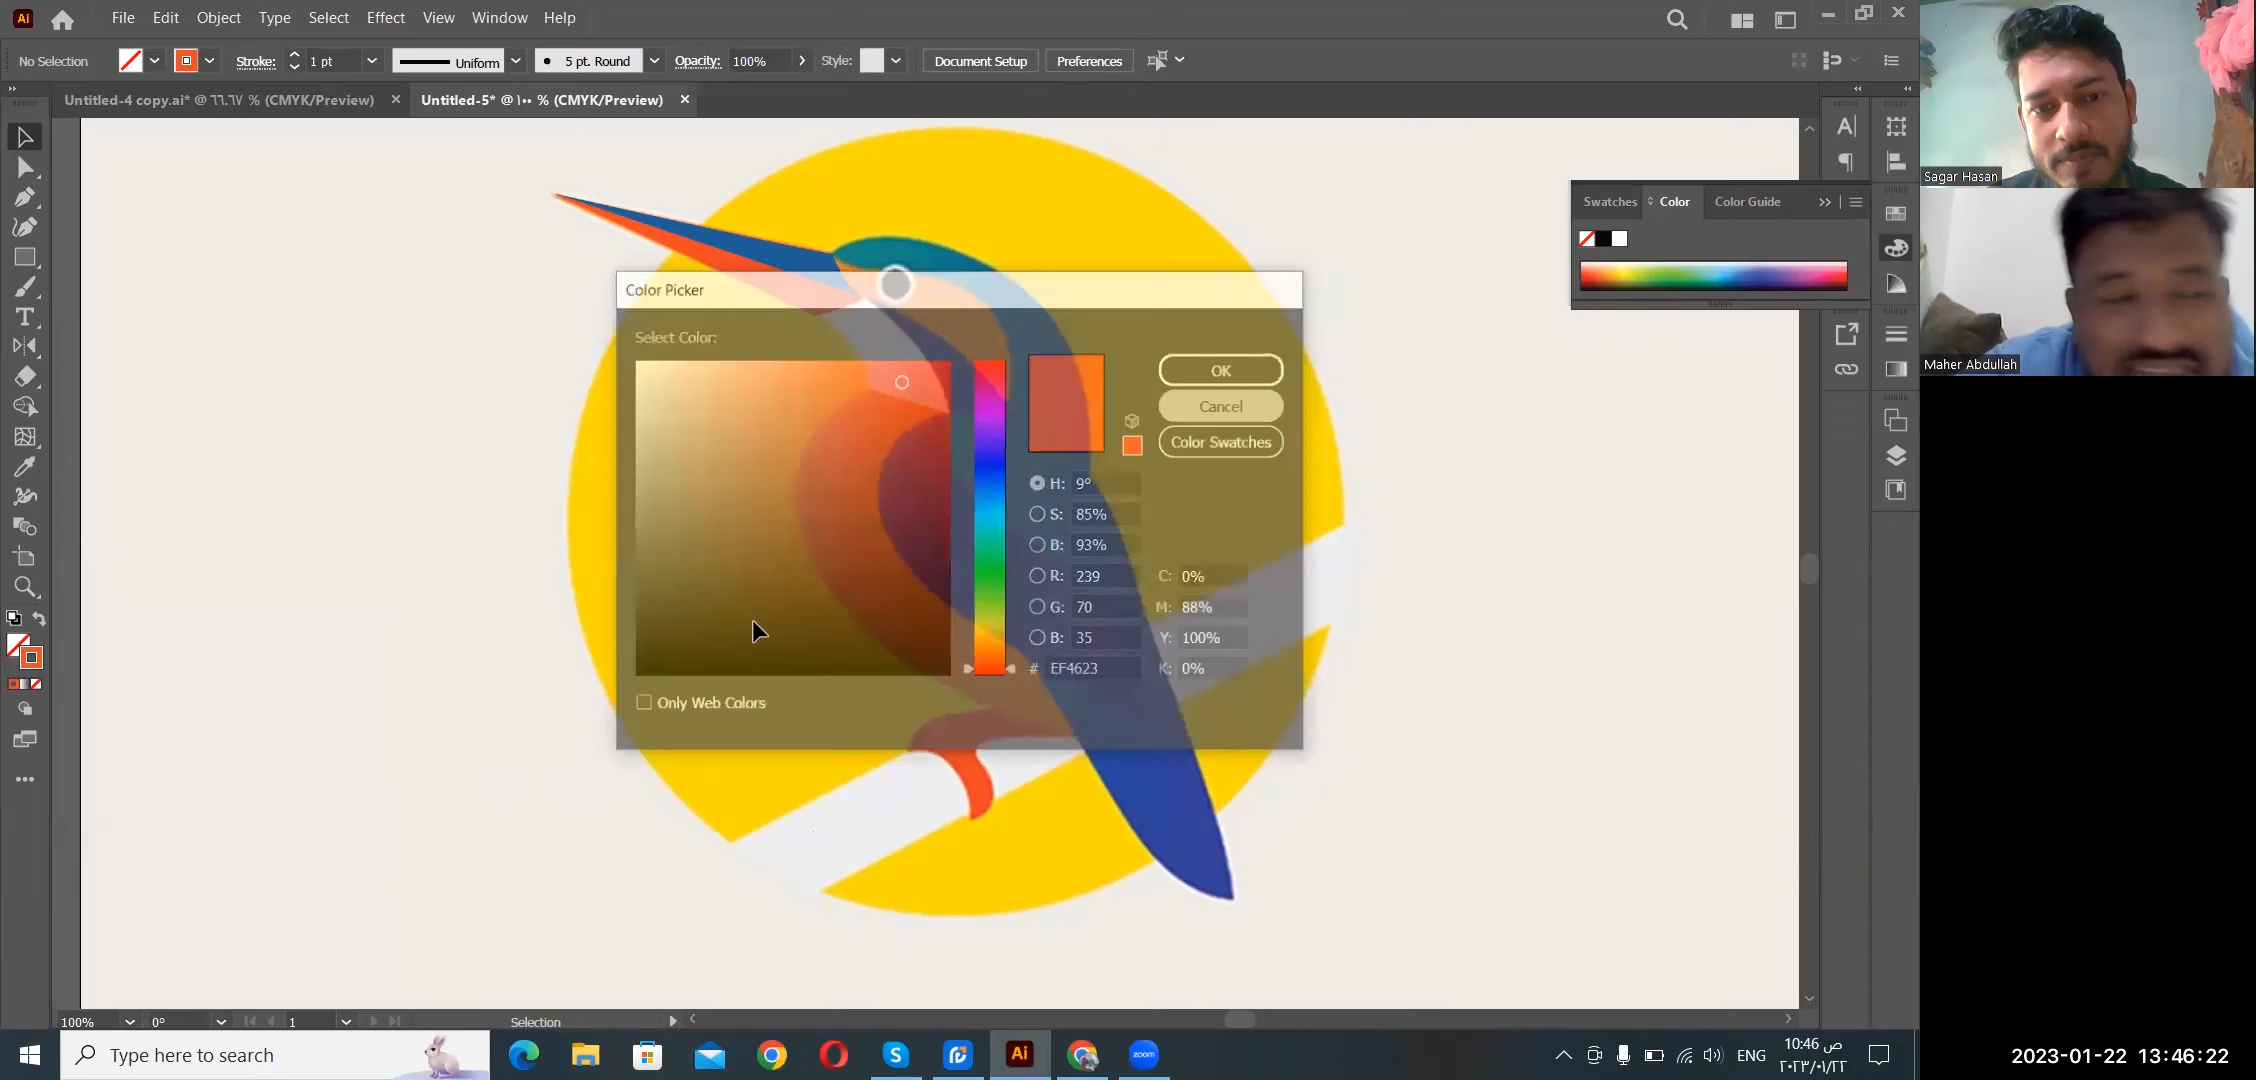 Ai File Edit Object Type Select Effect View Window Help
No Selection Stroke: 1 pt Uniform 5 pt. Round Opacity: 100% Style: Document Setup Preferences
Untitled-4 copy.ai* @ ٦٦.٦٧ % (CMYK/Preview) Untitled-5* @ ١٠٠ % (CMYK/Preview)
Swatches Color Color Guide
Sagar Hasan
Maher Abdullah
Color Picker
Select Color:
OK
Cancel
Color Swatches
H: 9°
S: 85%
B: 93%
R: 239 C: 0%
G: 70 M: 88%
B: 35 Y: 100%
# EF4623 K: 0%
Only Web Colors
100% 0° 1 Selection
Type here to search
S Ai zoom ENG
10:46 ص
٢٠٢٣/٠١/٢٢
2023-01-22 13:46:22